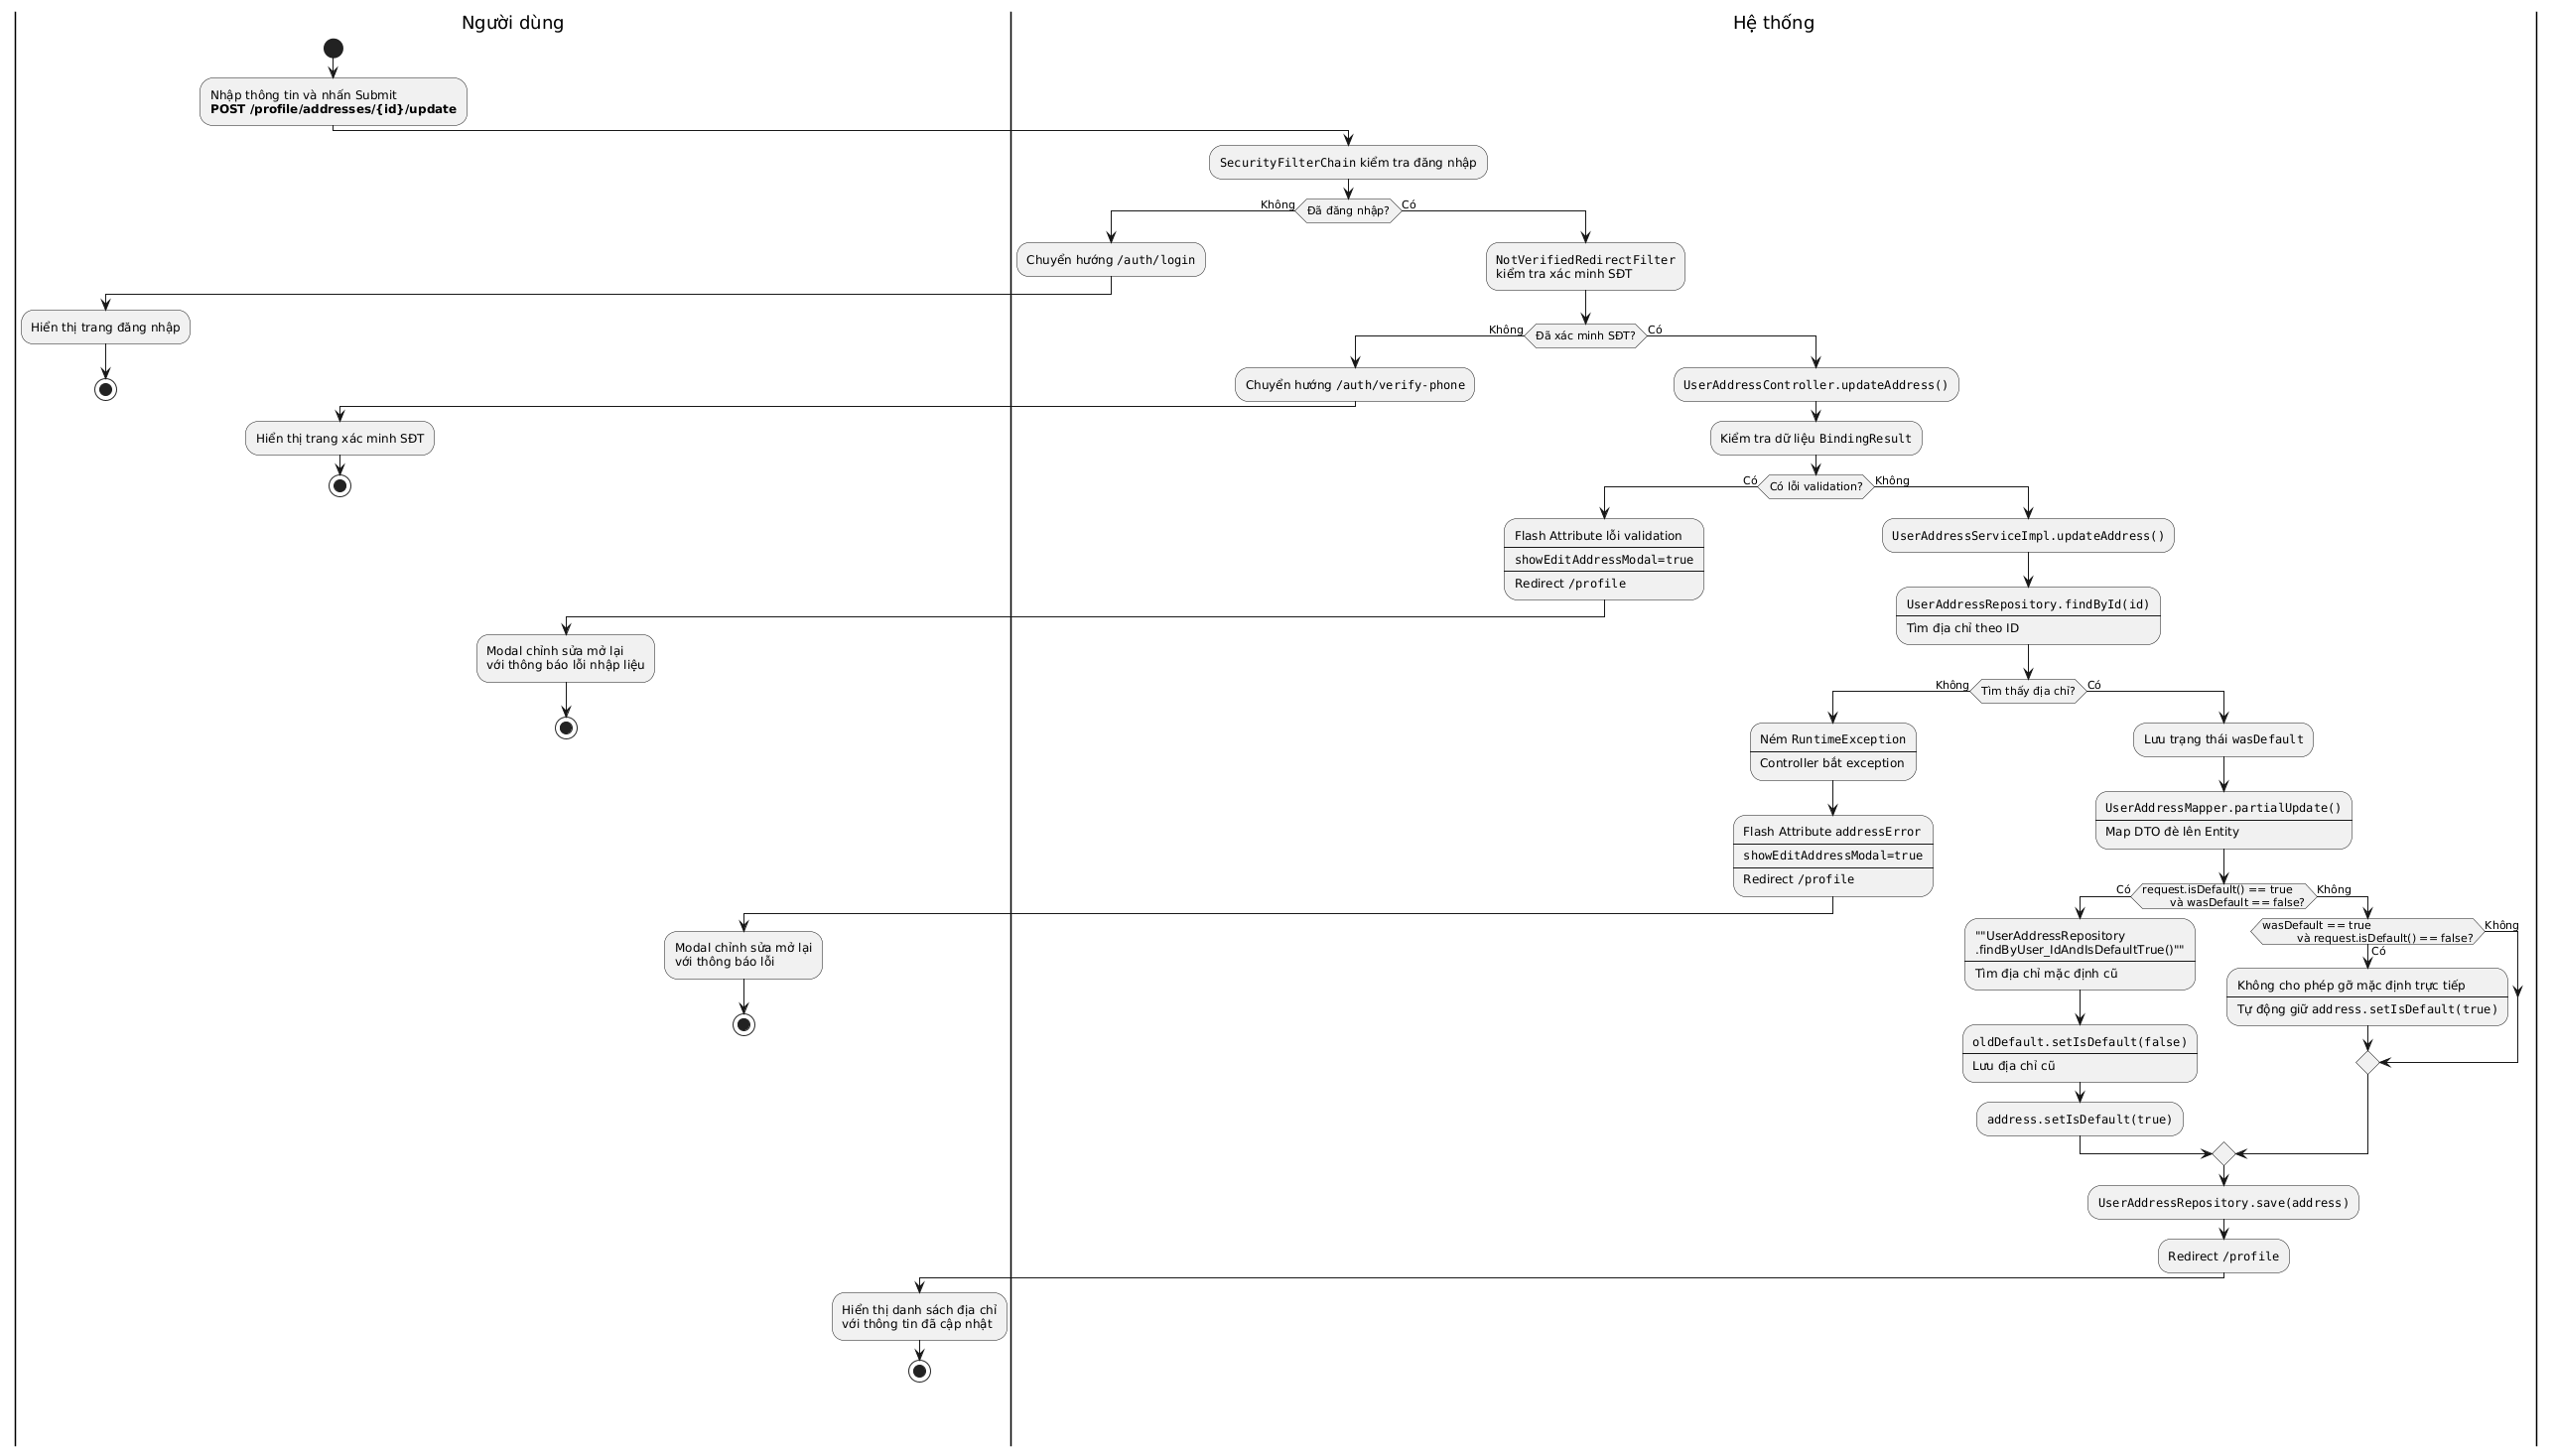 Người dùng
Hệ thống
Nhập thông tin và nhấn Submit
POST /profile/addresses/{id}/update
SecurityFilterChain kiểm tra đăng nhập
Không
Đã đăng nhập?
Có
Chuyển hướng /auth/login
NotVerifiedRedirectFilter
kiểm tra xác minh SĐT
Hiển thị trang đăng nhập
Không
Đã xác minh SĐT?
Có
Chuyển hướng /auth/verify-phone
UserAddressController.updateAddress()
Hiển thị trang xác minh SĐT
Kiểm tra dữ liệu BindingResult
Có
Có lỗi validation?
Không
Flash Attribute lỗi validation
showEditAddressModal=true
Redirect /profile
UserAddressServiceImpl.updateAddress()
UserAddressRepository.findById(id)
Tìm địa chỉ theo ID
Modal chỉnh sửa mở lại
với thông báo lỗi nhập liệu
Không
Tìm thấy địa chỉ?
Có
Ném RuntimeException
Controller bắt exception
Lưu trạng thái wasDefault
Flash Attribute addressError
showEditAddressModal=true
Redirect /profile
UserAddressMapper.partialUpdate()
Map DTO đè lên Entity
Có
request.isDefault() == true
và wasDefault == false?
Không
Modal chỉnh sửa mở lại
với thông báo lỗi
""UserAddressRepository
.findByUser_IdAndIsDefaultTrue()""
Tìm địa chỉ mặc định cũ
wasDefault == true
và request.isDefault() == false?
Không
Có
Không cho phép gỡ mặc định trực tiếp
Tự động giữ address.setIsDefault(true)
oldDefault.setIsDefault(false)
Lưu địa chỉ cũ
address.setIsDefault(true)
UserAddressRepository.save(address)
Redirect /profile
Hiển thị danh sách địa chỉ
với thông tin đã cập nhật